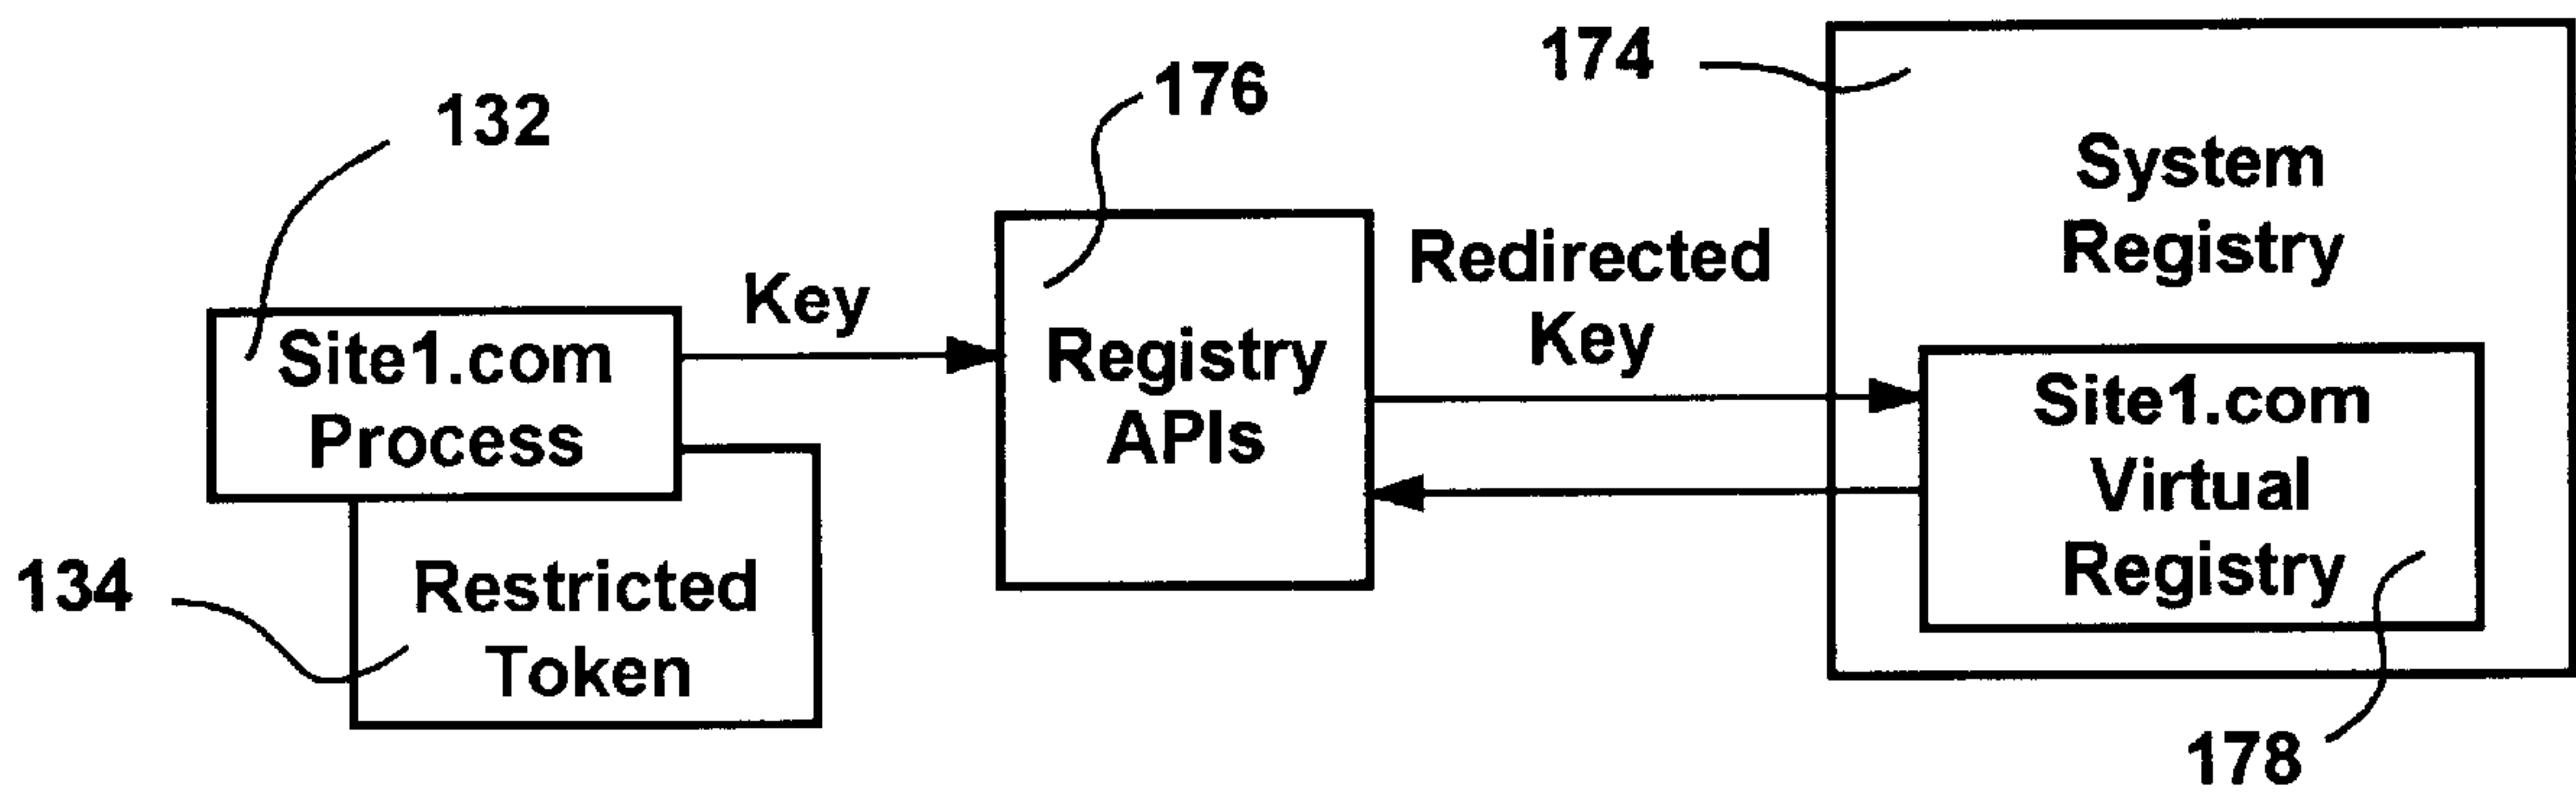 132
176
174
System
Registry
Key
Redirected
Key
Site1.com
Process
Registry
APIs
Site1.com
Virtual
Registry
134
Restricted
Token
178